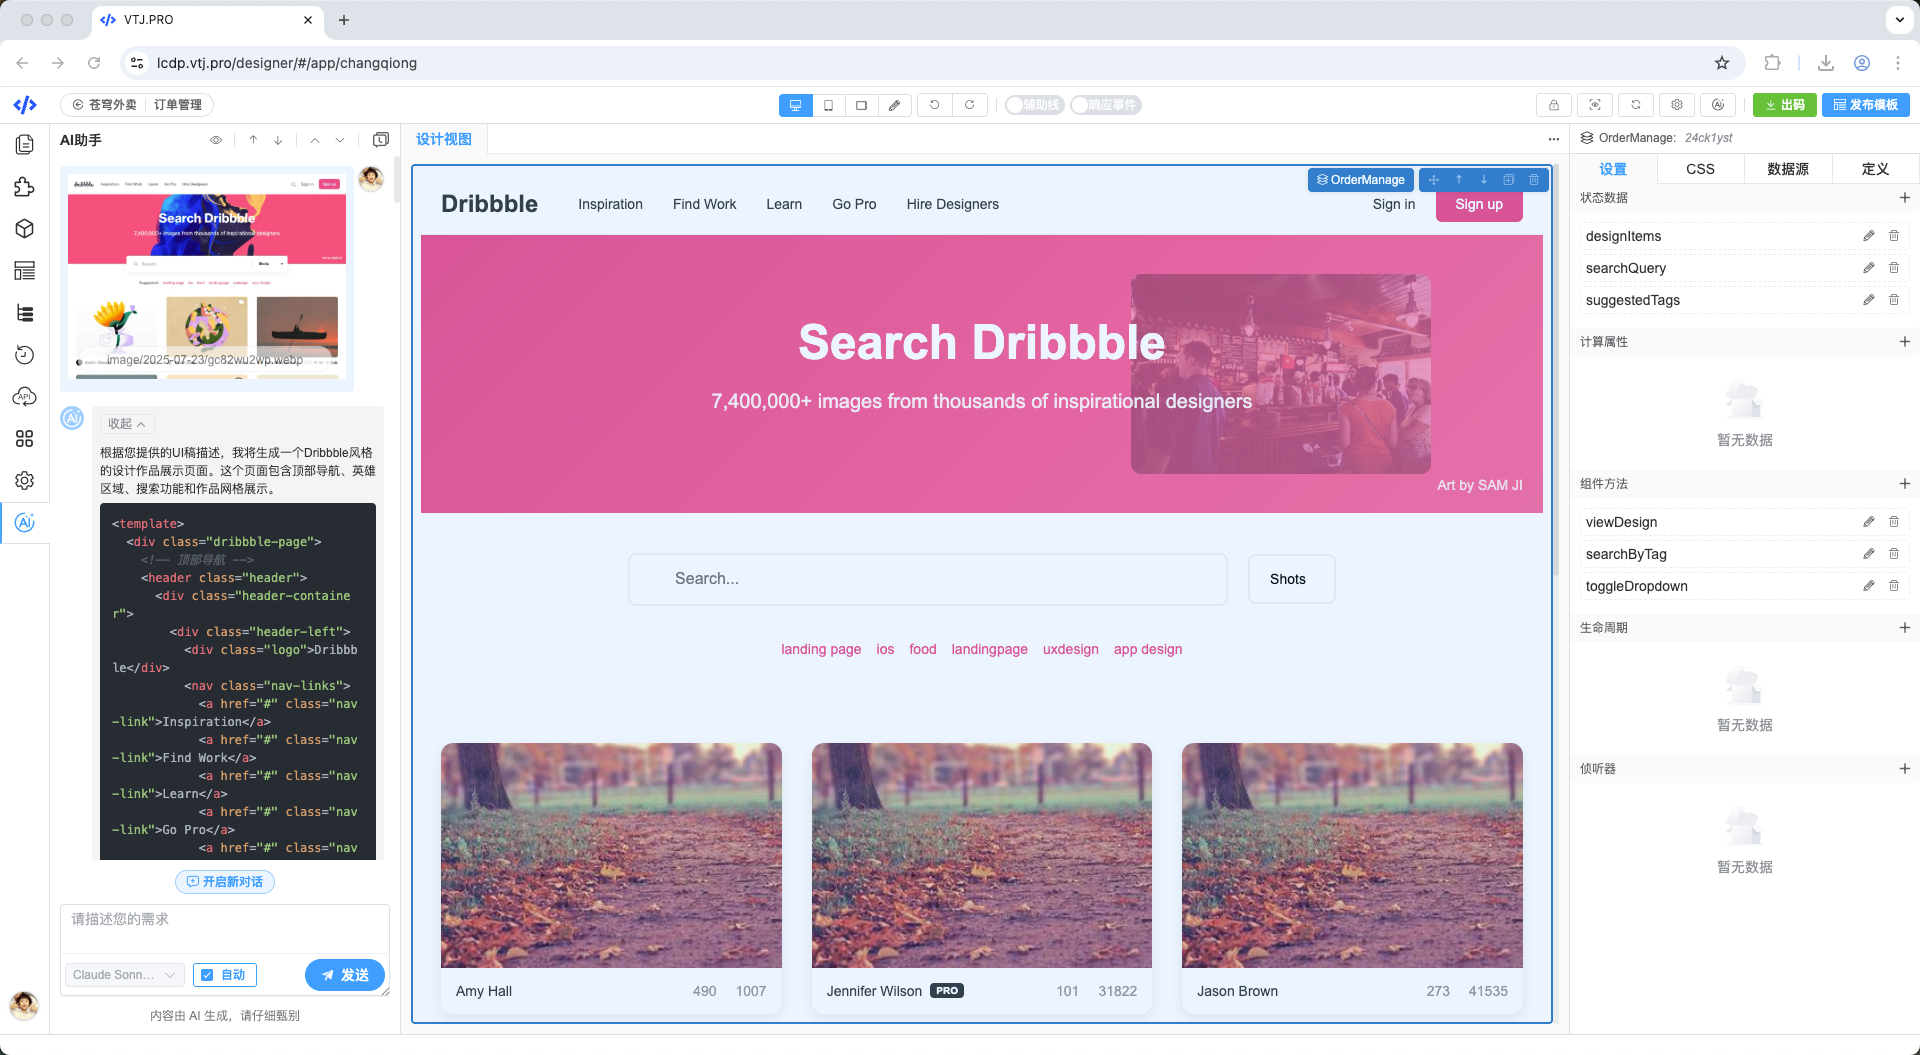 VTJ.PRO
lcdp.vtj.pro/designer/#/app/changqiong
苍穹外卖 订单管理
辅助线 响应事件
出码 发布模板
AI助手
设计视图
OrderManage: 24ck1yst
设置 CSS 数据源 定义
Search Dribbble
7,400,000+ images from thousands of inspirational designers
image/2025-07-23/gc82wu2wp.webp
收起
根据您提供的UI稿描述，我将生成一个Dribbble风格
的设计作品展示页面。这个页面包含顶部导航、英雄
区域、搜索功能和作品网格展示。
<template>
<div class="dribbble-page">
<!-- 顶部导航 -->
<header class="header">
<div class="header-containe
r">
<div class="header-left">
<div class="logo">Dribbb
le</div>
<nav class="nav-links">
<a href="#" class="nav
-link">Inspiration</a>
<a href="#" class="nav
-link">Find Work</a>
<a href="#" class="nav
-link">Learn</a>
<a href="#" class="nav
-link">Go Pro</a>
<a href="#" class="nav
开启新对话
请描述您的需求
Claude Sonn...
自动
发送
内容由 AI 生成，请仔细甄别
OrderManage
Dribbble
Inspiration Find Work Learn Go Pro Hire Designers
Sign in Sign up
Search Dribbble
7,400,000+ images from thousands of inspirational designers
Art by SAM JI
Search...
Shots
landing page ios food landingpage uxdesign app design
Amy Hall 490 1007
Jennifer Wilson PRO 101 31822
Jason Brown 273 41535
状态数据
designItems
searchQuery
suggestedTags
计算属性
暂无数据
组件方法
viewDesign
searchByTag
toggleDropdown
生命周期
暂无数据
侦听器
暂无数据